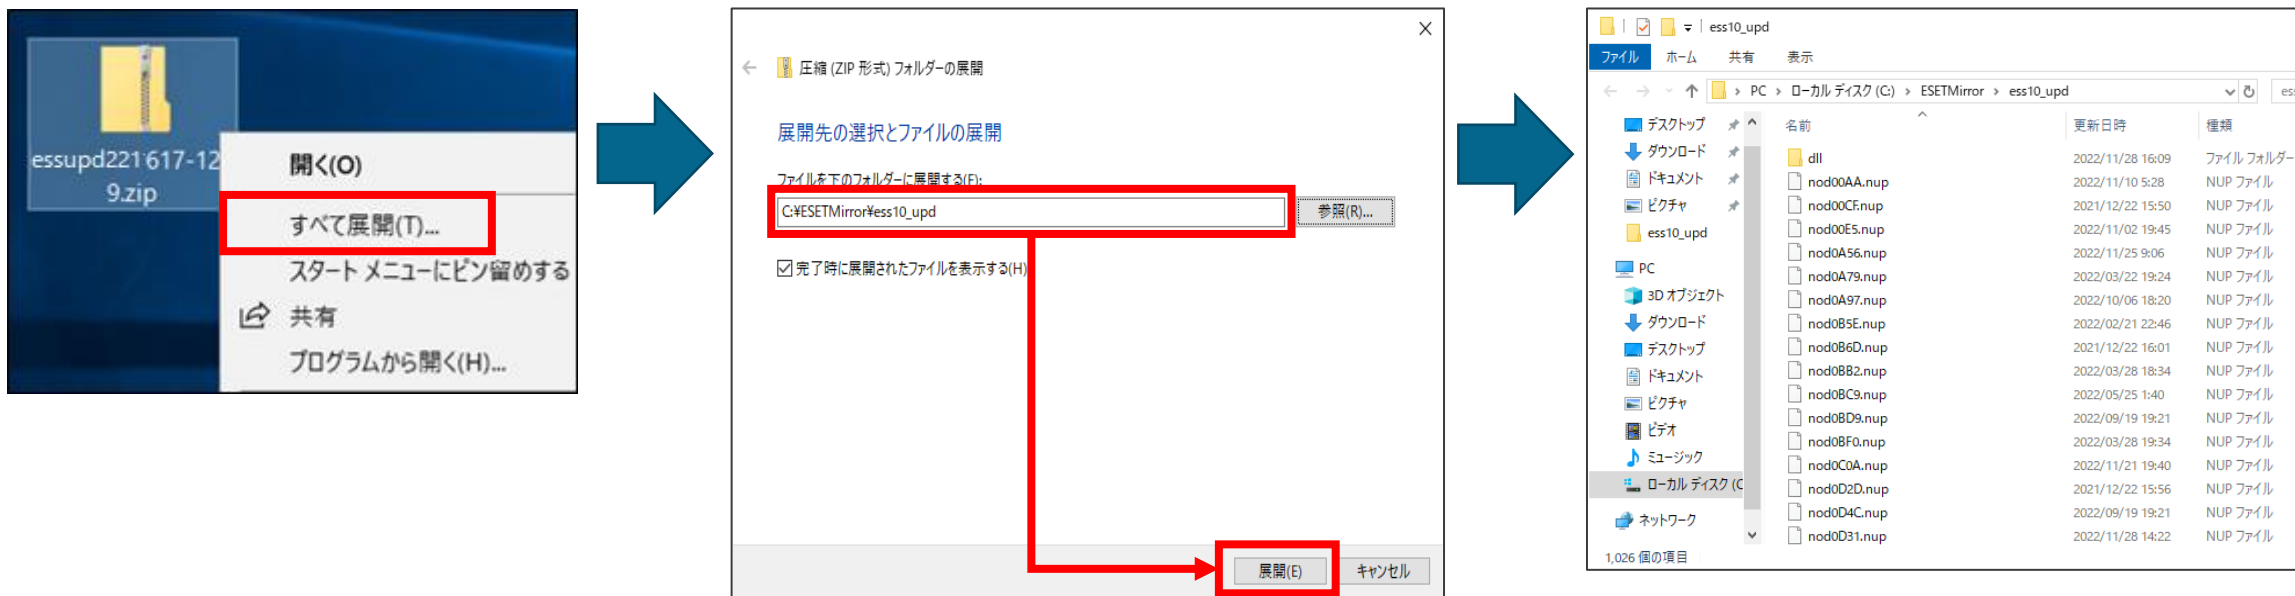 essupd221617-12
9.zip
開く(O)
すべて展開(T)...
スタート メニューにピン留めする
共有
プログラムから開く(H)...
圧縮 (ZIP 形式) フォルダーの展開
展開先の選択とファイルの展開
ファイルを下のフォルダーに展開する(F):
C:¥ESETMirror¥ess10_upd
参照(R)...
完了時に展開されたファイルを表示する(H)
展開(E)
キャンセル
ess10_upd
ファイル ホーム 共有 表示
PC › ローカル ディスク (C:) › ESETMirror › ess10_upd
デスクトップ
ダウンロード
ドキュメント
ピクチャ
ess10_upd
PC
3D オブジェクト
ダウンロード
デスクトップ
ドキュメント
ピクチャ
ビデオ
ミュージック
ローカル ディスク (C
ネットワーク
名前 更新日時 種類
dll 2022/11/28 16:09 ファイル フォルダー
nod00AA.nup 2022/11/10 5:28 NUP ファイル
nod00CF.nup 2021/12/22 15:50 NUP ファイル
nod00E5.nup 2022/11/02 19:45 NUP ファイル
nod0A56.nup 2022/11/25 9:06 NUP ファイル
nod0A79.nup 2022/03/22 19:24 NUP ファイル
nod0A97.nup 2022/10/06 18:20 NUP ファイル
nod0B5E.nup 2022/02/21 22:46 NUP ファイル
nod0B6D.nup 2021/12/22 16:01 NUP ファイル
nod0BB2.nup 2022/03/28 18:34 NUP ファイル
nod0BC9.nup 2022/05/25 1:40 NUP ファイル
nod0BD9.nup 2022/09/19 19:21 NUP ファイル
nod0BF0.nup 2022/03/28 19:34 NUP ファイル
nod0C0A.nup 2022/11/21 19:40 NUP ファイル
nod0D2D.nup 2021/12/22 15:56 NUP ファイル
nod0D4C.nup 2022/09/19 19:21 NUP ファイル
nod0D31.nup 2022/11/28 14:22 NUP ファイル
1,026 個の項目